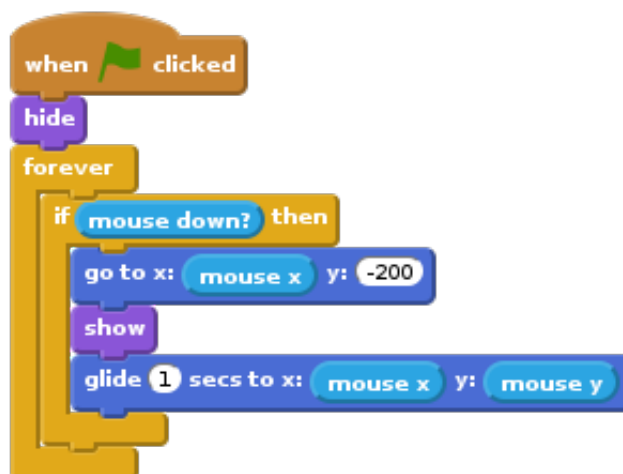 when clicked
hide
forever
if mouse down? then
go to x: mouse x y: -200
show
glide 1 secs to x: mouse x y: mouse y